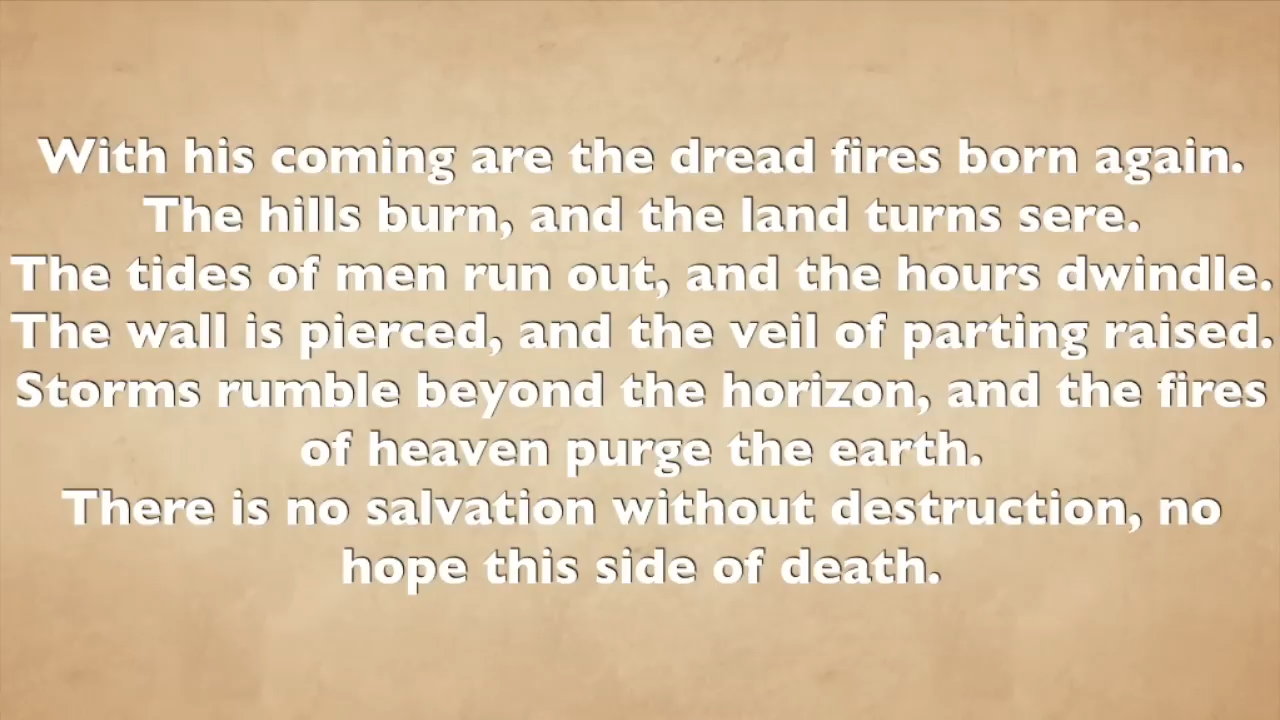 With his coming are the dread fires born again.
The hills burn, and the land turns sere.
The tides of men run out, and the hours dwindle.
The wall is pierced, and the veil of parting raised.
Storms rumble beyond the horizon, and the fires
of heaven purge the earth.
There is no salvation without destruction, no
hope this side of death.